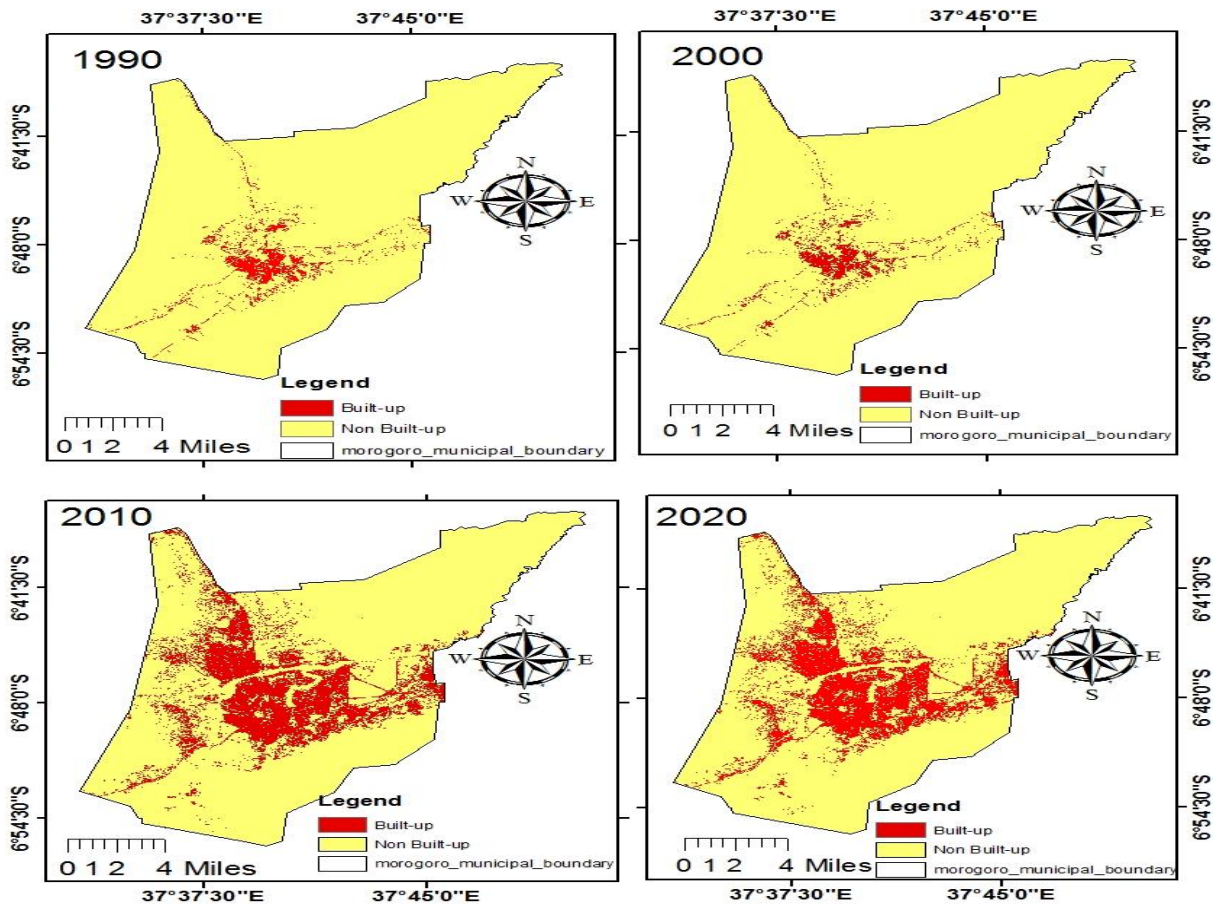 37°37'30"E 37°45'0"E 37°37'30"E 37°45'0"E
1990
6°41'30"S
6°48'0"S
6°54'30"S
N
W E
S
Legend
Built-up
Non Built-up
morogoro_municipal_boundary
0 1 2 4 Miles
2000
6°41'30"S
6°48'0"S
6°54'30"S
N
W E
S
Legend
Built-up
Non Built-up
morogoro_municipal_boundary
0 1 2 4 Miles
2010
6°41'30"S
6°48'0"S
6°54'30"S
N
W E
S
Legend
Built-up
Non Built-up
morogoro_municipal_boundary
0 1 2 4 Miles
2020
6°41'30"S
6°48'0"S
6°54'30"S
N
W E
S
Legend
Built-up
Non Built-up
morogoro_municipal_boundary
0 1 2 4 Miles
37°37'30"E 37°45'0"E 37°37'30"E 37°45'0"E